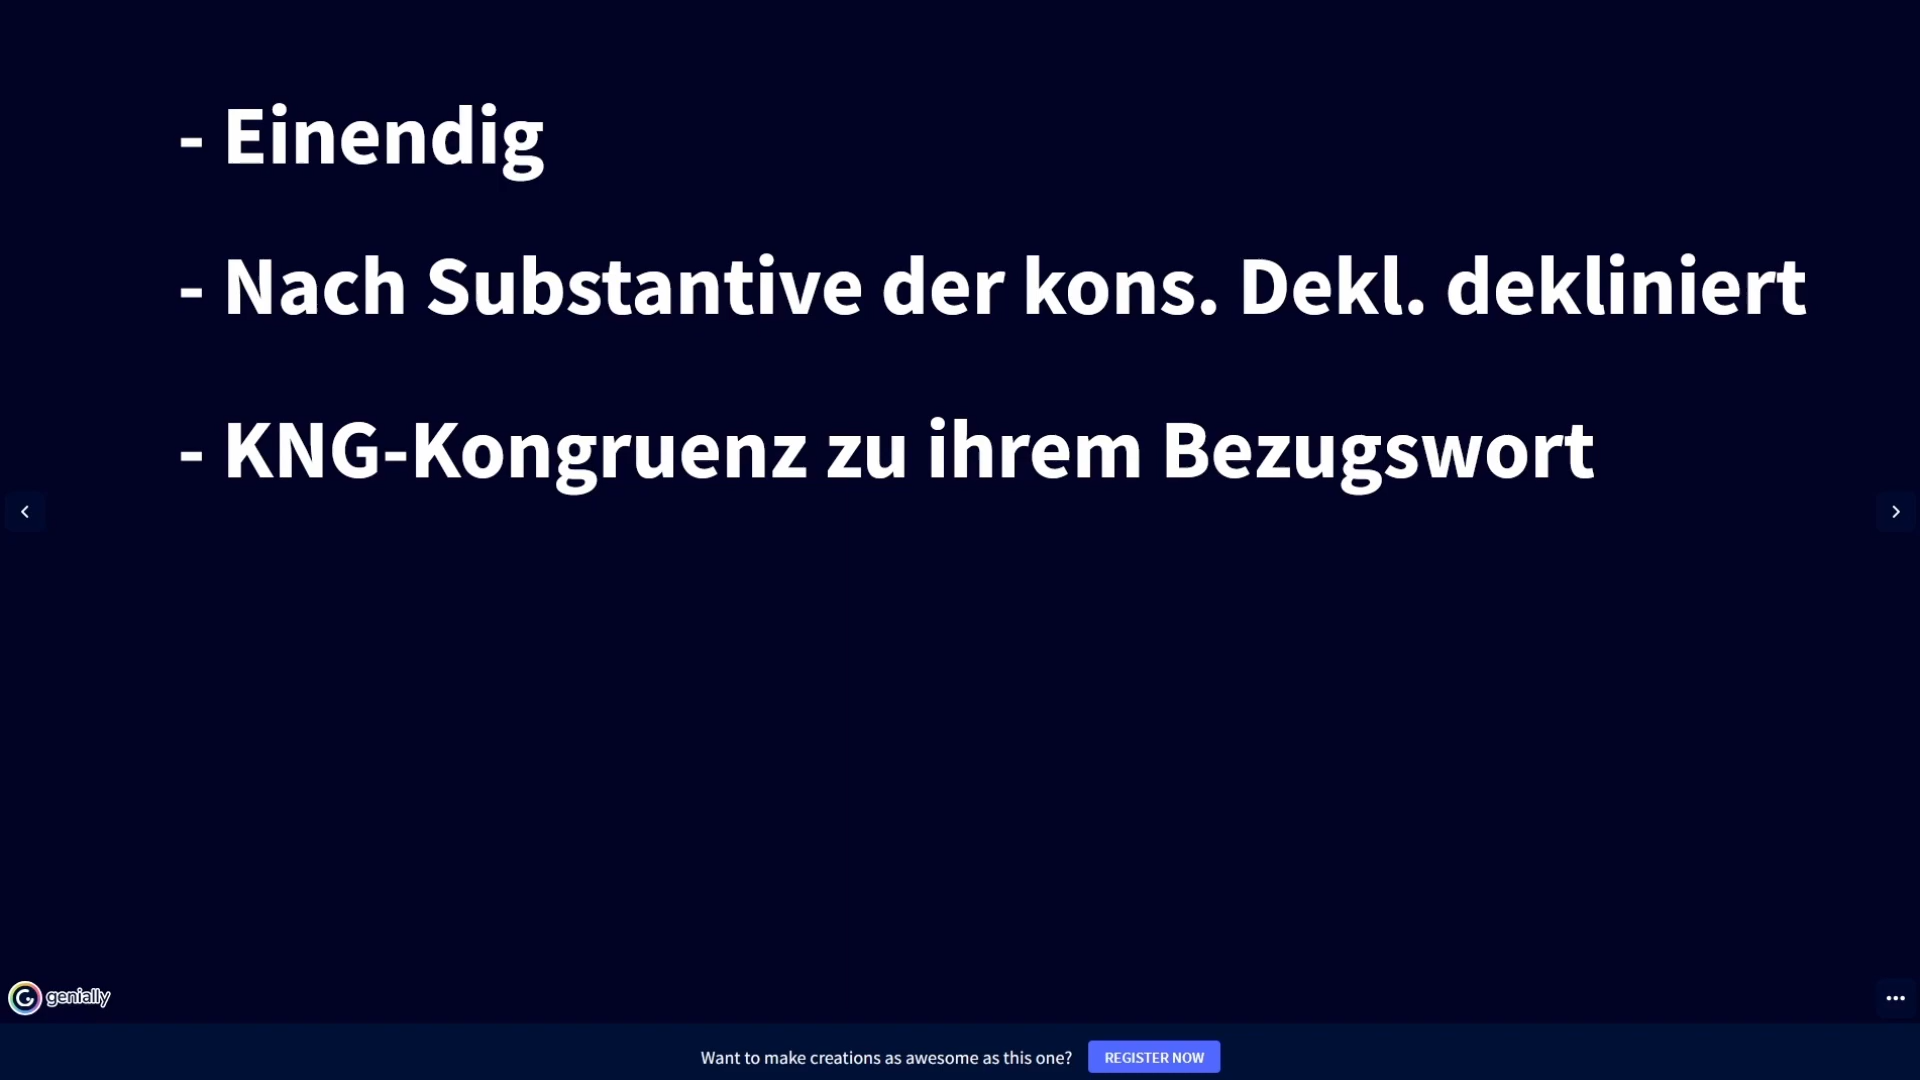 - Einendig
- Nach Substantive der kons. Dekl. dekliniert
- KNG-Kongruenz zu ihrem Bezugswort
genially
Want to make creations as awesome as this one?
REGISTER NOW